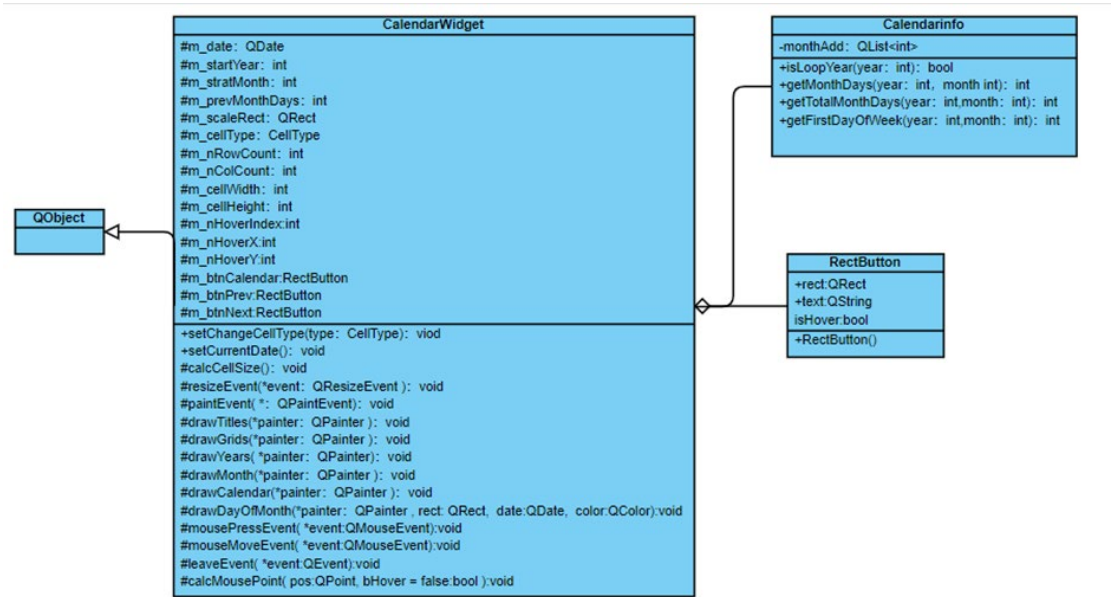 QObject
CalendarWidget
#m_date： QDate
#m_startYear： int
#m_stratMonth： int
#m_prevMonthDays： int
#m_scaleRect： QRect
#m_cellType： CellType
#m_nRowCount： int
#m_nColCount： int
#m_cellWidth： int
#m_cellHeight： int
#m_nHoverIndex:int
#m_nHoverX:int
#m_nHoverY:int
#m_btnCalendar:RectButton
#m_btnPrev:RectButton
#m_btnNext:RectButton
+setChangeCellType(type： CellType)： viod
+setCurrentDate()： void
#calcCellSize()： void
#resizeEvent(*event： QResizeEvent )： void
#paintEvent( *： QPaintEvent)： void
#drawTitles(*painter： QPainter )： void
#drawGrids(*painter： QPainter )： void
#drawYears( *painter： QPainter)： void
#drawMonth(*painter： QPainter )： void
#drawCalendar(*painter： QPainter )： void
#drawDayOfMonth(*painter： QPainter , rect: QRect, date:QDate, color:QColor):void
#mousePressEvent( *event:QMouseEvent):void
#mouseMoveEvent( *event:QMouseEvent):void
#leaveEvent( *event:QEvent):void
#calcMousePoint( pos:QPoint, bHover = false:bool ):void
Calendarinfo
-monthAdd： QList<int>
+isLoopYear(year： int)： bool
+getMonthDays(year： int，month int)： int
+getTotalMonthDays(year： int,month： int)： int
+getFirstDayOfWeek(year： int,month： int)： int
RectButton
+rect:QRect
+text:QString
isHover:bool
+RectButton()